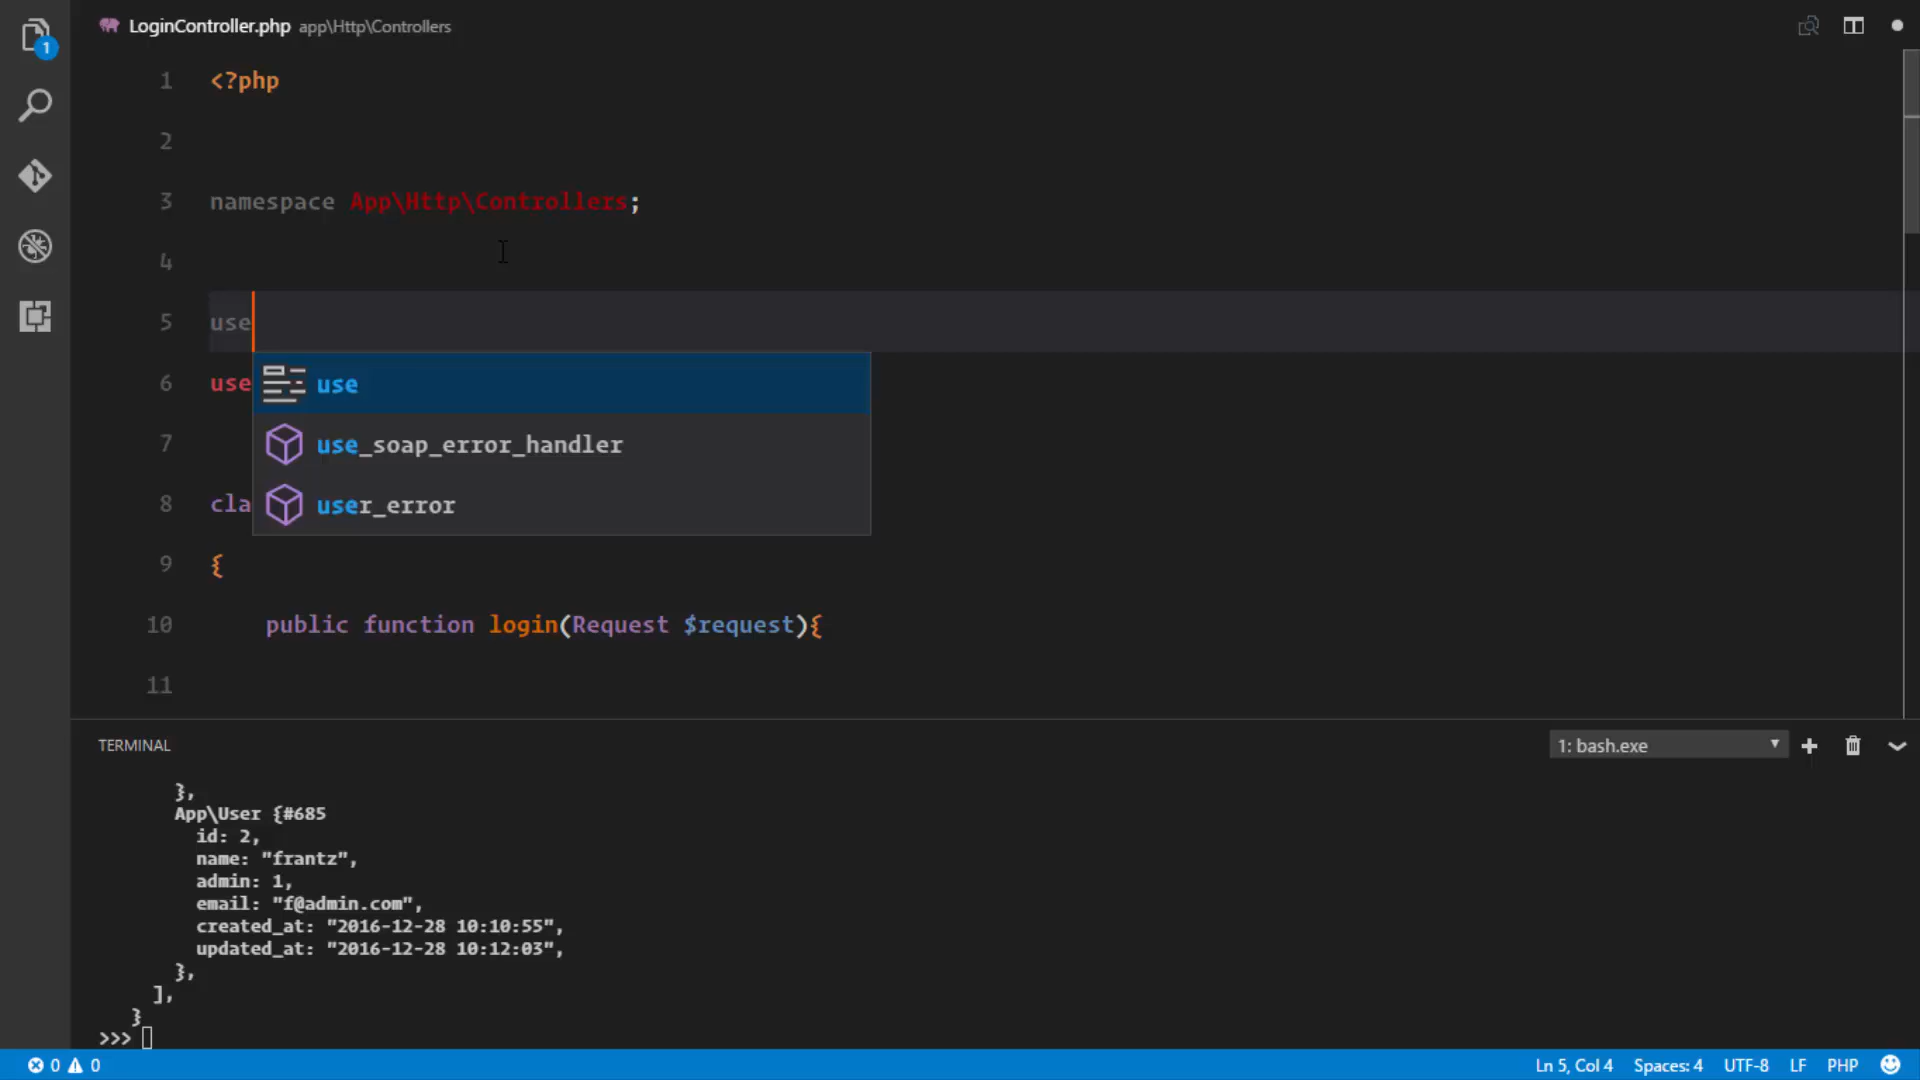 1
LoginController.php app\Http\Controllers
1 <?php
2
3 namespace App\Http\Controllers;
4
5 use
use
6 use
use_soap_error_handler
7
user_error
8 cla
9 {
10 public function login(Request $request){
11
TERMINAL
1: bash.exe
},
App\User {#685
id: 2,
name: "frantz",
admin: 1,
email: "f@admin.com",
created_at: "2016-12-28 10:10:55",
updated_at: "2016-12-28 10:12:03",
},
],
}
>>>
0 0 Ln 5, Col 4 Spaces: 4 UTF-8 LF PHP